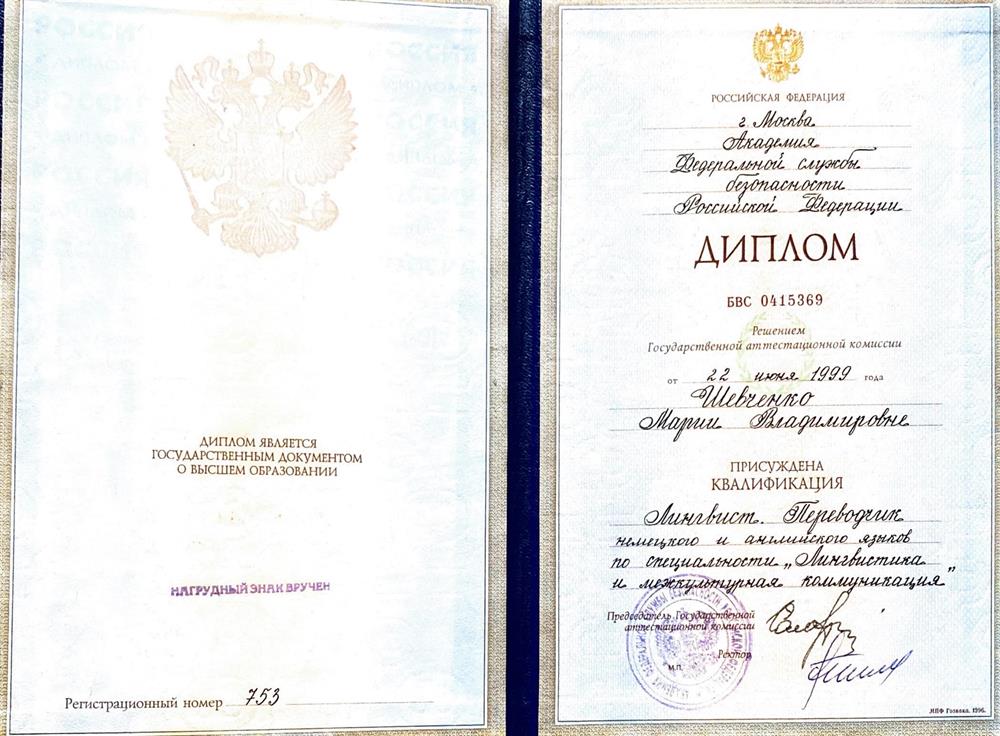 ДИПЛОМ ЯВЛЯЕТСЯ
ГОСУДАРСТВЕННЫМ ДОКУМЕНТОМ
О ВЫСШЕМ ОБРАЗОВАНИИ
НАГРУДНЫЙ ЗНАК ВРУЧЕН
Регистрационный номер 753
РОССИЙСКАЯ ФЕДЕРАЦИЯ
г. Москва
Академия
Федеральной службы
безопасности
Российской Федерации
ДИПЛОМ
БВС 0415369
Решением
Государственной аттестационной комиссии
от 22 июня 1999 года
Шевченко
Марии Владимировне
ПРИСУЖДЕНА
КВАЛИФИКАЦИЯ
Лингвист. Переводчик
немецкого и английского языков
по специальности „Лингвистика
и межкультурная коммуникация"
Председатель Государственной
аттестационной комиссии
Ректор
М.П.
МПФ Гознака. 1996.